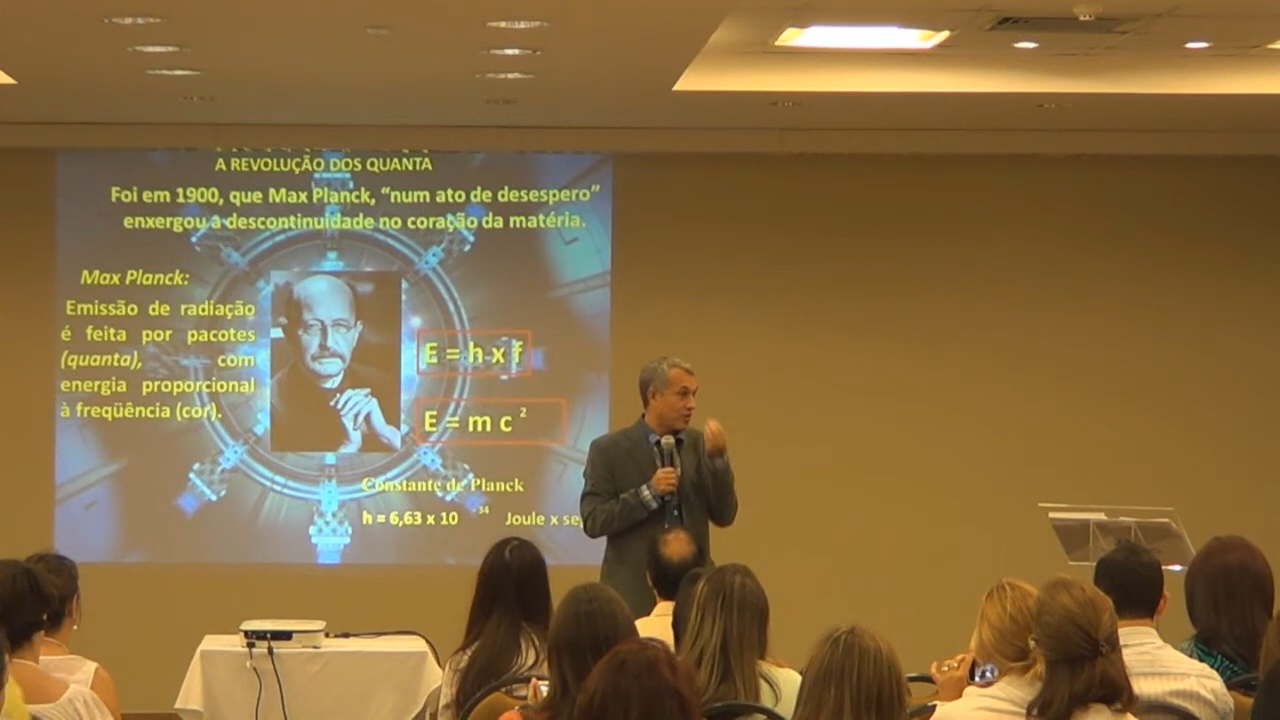 A REVOLUÇÃO DOS QUANTA
Foi em 1900, que Max Planck, “num ato de desespero”
enxergou a descontinuidade no coração da matéria.
Max Planck:
Emissão de radiação
é feita por pacotes
(quanta), com
energia proporcional
à freqüência (cor).
E = h x f
E = m c ²
Constante de Planck
h = 6,63 x 10 ⁻³⁴ Joule x se